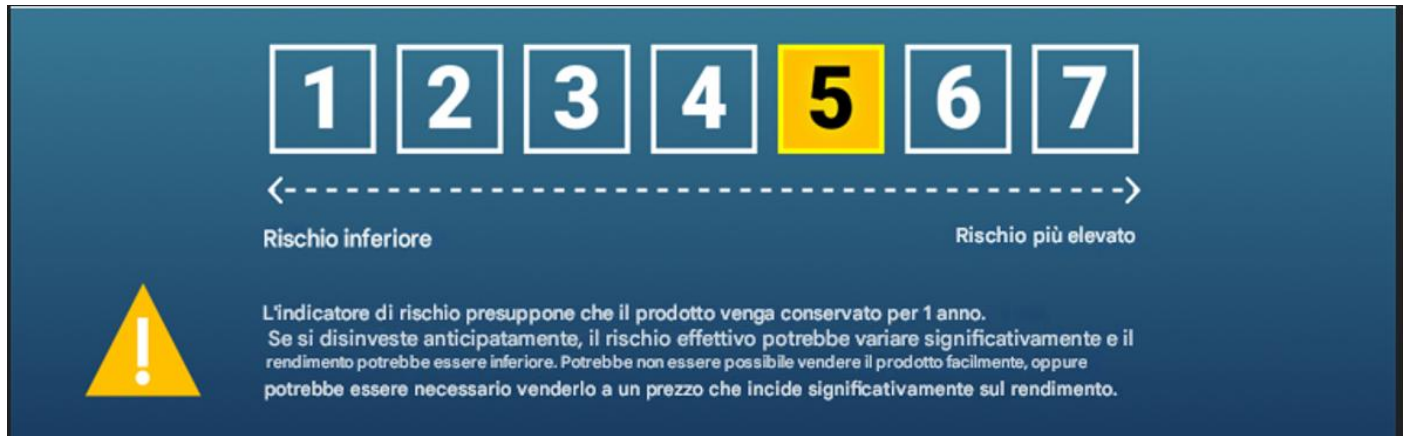 1 2 3 4 5 6 7
Rischio inferiore Rischio più elevato
L'indicatore di rischio presuppone che il prodotto venga conservato per 1 anno.
Se si disinveste anticipatamente, il rischio effettivo potrebbe variare significativamente e il
rendimento potrebbe essere inferiore. Potrebbe non essere possibile vendere il prodotto facilmente, oppure
potrebbe essere necessario venderlo a un prezzo che incide significativamente sul rendimento.